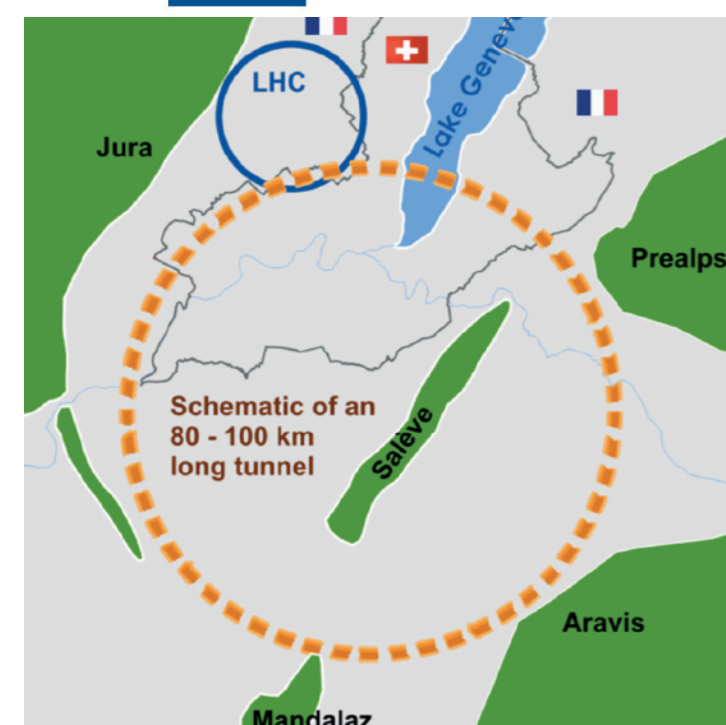 LHC
Lake Geneva
Jura
Prealps
Schematic of an
80 - 100 km
long tunnel
Salève
Aravis
Mandalaz